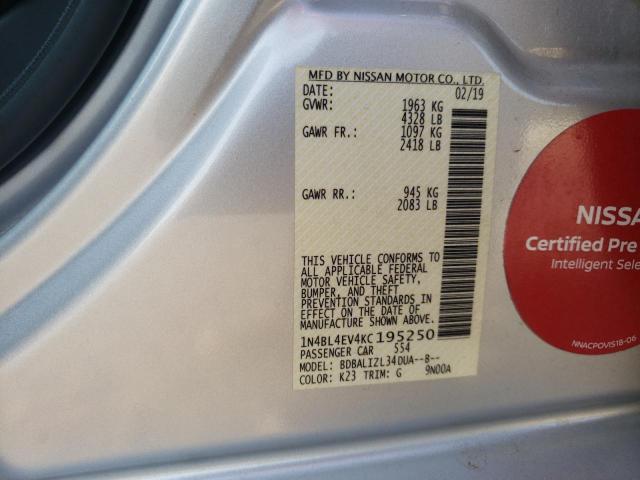 MFD BY NISSAN MOTOR CO., LTD.
DATE: 02/19
GVWR: 1963 KG
4328 LB
GAWR FR.: 1097 KG
2418 LB
GAWR RR.: 945 KG
2083 LB
THIS VEHICLE CONFORMS TO
ALL APPLICABLE FEDERAL
MOTOR VEHICLE SAFETY,
BUMPER, AND THEFT
PREVENTION STANDARDS IN
EFFECT ON THE DATE OF
MANUFACTURE SHOWN ABOVE.
1N4BL4EV4KC195250
PASSENGER CAR 554
MODEL: BDBALIZL34DUA--B--
COLOR: K23 TRIM: G 9N00A
NISSA
Certified Pre
Intelligent Sele
NNACPOVIS18-06